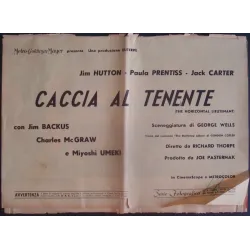 Metro Goldwyn Mayer presenta Una produzione EUTERPE
Jim HUTTON - Paula PRENTISS - Jack CARTER
CACCIA AL TENENTE
(THE HORIZONTAL LIEUTENANT)
con Jim BACKUS
Charles McGRAW
e Miyoshi UMEKI
Sceneggiatura di GEORGE WELLS
Diretto da RICHARD THORPE
Prodotto da JOE PASTERNAK
In CinemaScope e METROCOLOR
AVVERTENZA